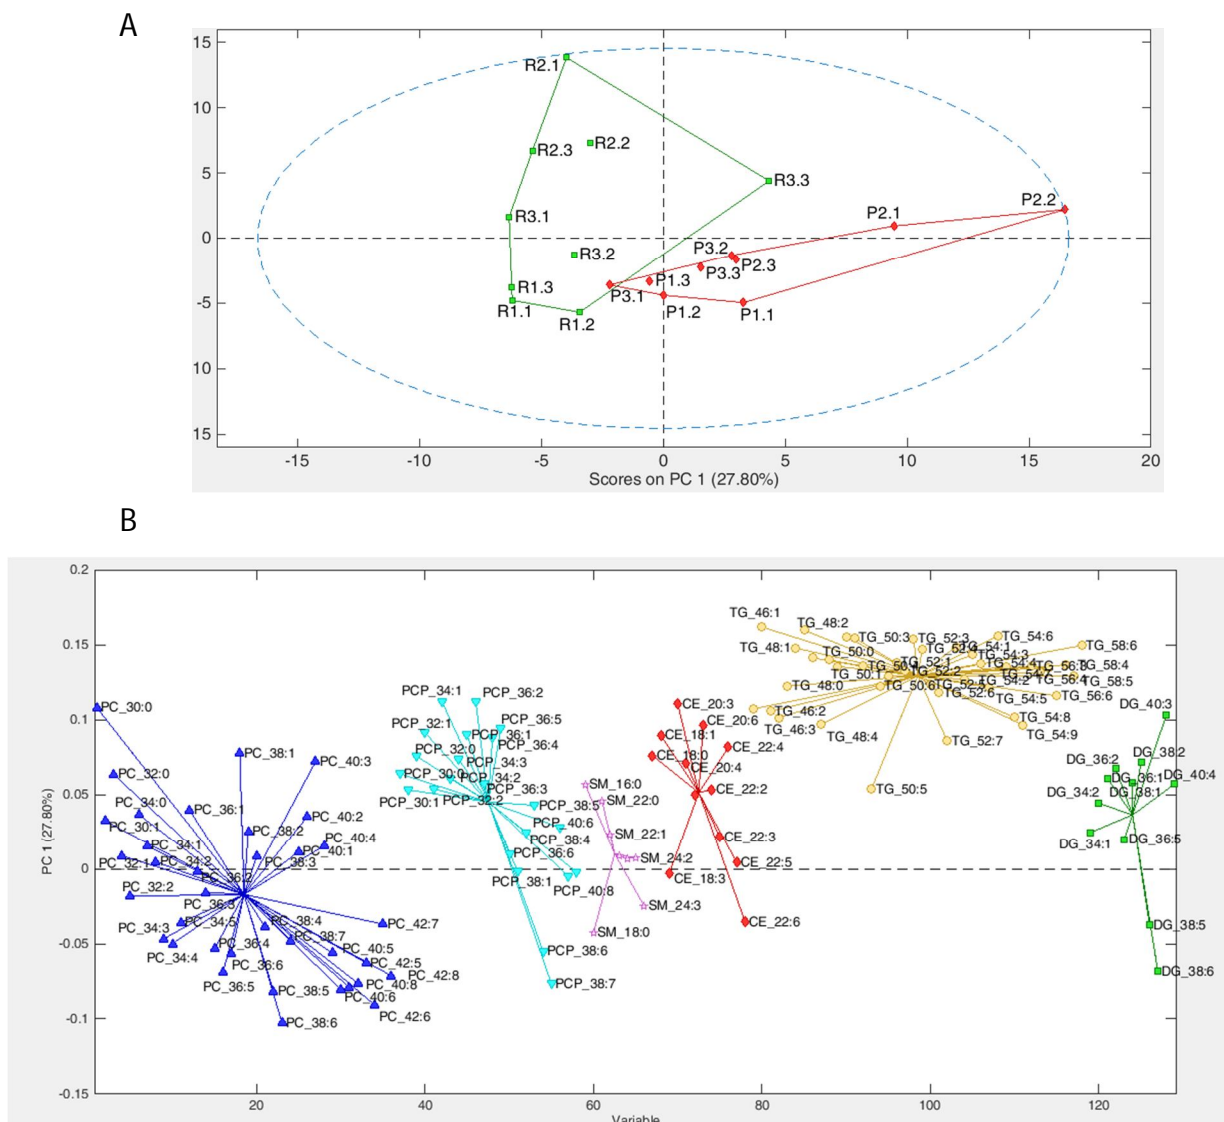 A
15
10
5
0
-5
10
15
R2.1
R2.3
R2.2
R3.3
R3.1
R3.2
R1.3
R1.1
R1.2
P2.2
P2.1
P3.2
P2.3
P3.3
P1.3
P3.1
P1.2
P1.1
-15 -10 -5 0 5 10 15 20
Scores on PC 1 (27.80%)
B
PC 1 (27.80%)
0.2
0.15
0.1
0.05
0
-0.05
-0.1
-0.15
PC_30:0
PC_38:1
PC_40:3
PC_32:0
PC_34:0
PC_36:1
PC_40:2
PC_30:1
PC_38:2
PC_40:4
PC_34:1
PC_40:1
PC_32:1
PC_34:2
PC_38:3
PC_36:2
PC_32:2
PC_36:3
PC_34:3
PC_34:5
PC_38:4
PC_42:7
PC_34:4
PC_36:4
PC_38:7
PC_40:5
PC_36:6
PC_42:5
PC_36:5
PC_42:8
PC_38:5
PC_40:8
PC_40:6
PC_38:6
PC_42:6
PCP_34:1
PCP_36:2
PCP_32:1
PCP_36:5
PCP_32:0
PCP_36:4
PCP_34:3
PCP_30:0
PCP_34:2
PCP_36:3
PCP_30:1
PCP_32:2
PCP_38:5
PCP_40:6
PCP_38:4
PCP_36:6
PCP_38:1
PCP_40:8
PCP_38:6
PCP_38:7
SM_16:0
SM_22:0
SM_22:1
SM_24:2
SM_24:3
SM_18:0
CE_20:3
CE_20:6
CE_18:1
CE_18:0
CE_22:4
CE_20:4
CE_22:2
CE_22:3
CE_22:5
CE_18:3
CE_22:6
TG_46:1
TG_48:2
TG_50:3
TG_52:3
TG_54:6
TG_48:1
TG_50:0
TG_54:1
TG_54:3
TG_58:6
TG_52:1
TG_54:4
TG_58:4
TG_50:1
TG_52:2
TG_56:4
TG_58:5
TG_48:0
TG_50:6
TG_52:6
TG_54:2
TG_54:5
TG_56:6
TG_46:2
TG_46:3
TG_48:4
TG_52:7
TG_54:8
TG_54:9
TG_50:5
DG_40:3
DG_38:2
DG_36:2
DG_36:1
DG_40:4
DG_34:2
DG_38:1
DG_34:1
DG_36:5
DG_38:5
DG_38:6
20 40 60 80 100 120
Variable